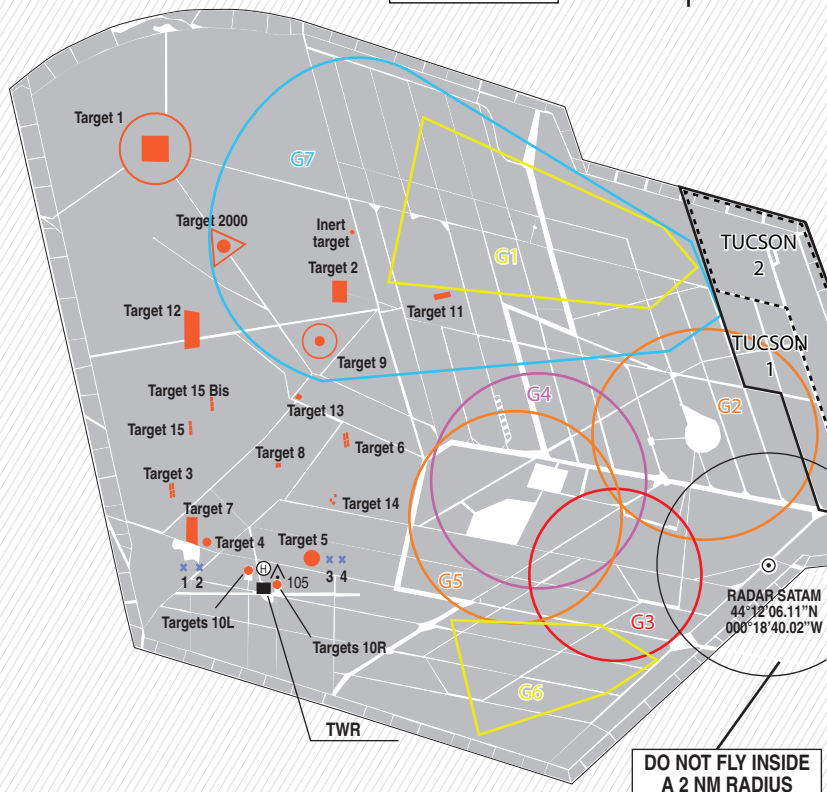 Target 1
G7
Target 2000
Inert
target
Target 2
G1
Target 11
TUCSON
2
TUCSON
1
Target 12
Target 9
Target 15 Bis
Target 13
G4
G2
Target 15
Target 8
Target 6
Target 3
Target 14
Target 7
Target 4
Target 5
H
1 2
3 4
105
G5
Targets 10L
Targets 10R
G3
RADAR SATAM
44°12'06.11"N
000°18'40.02"W
G6
TWR
DO NOT FLY INSIDE
A 2 NM RADIUS